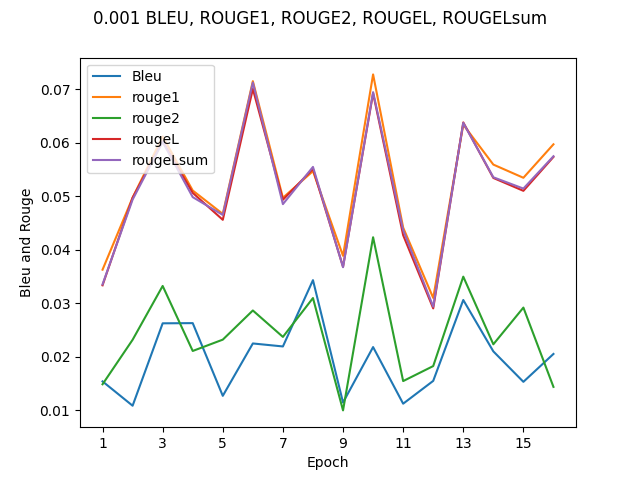 0.001 BLEU, ROUGE1, ROUGE2, ROUGEL, ROUGELsum
Bleu
rouge1
rouge2
rougeL
rougeLsum
0.07
0.06
0.05
0.04
0.03
0.02
0.01
Bleu and Rouge
1 3 5 7 9 11 13 15
Epoch